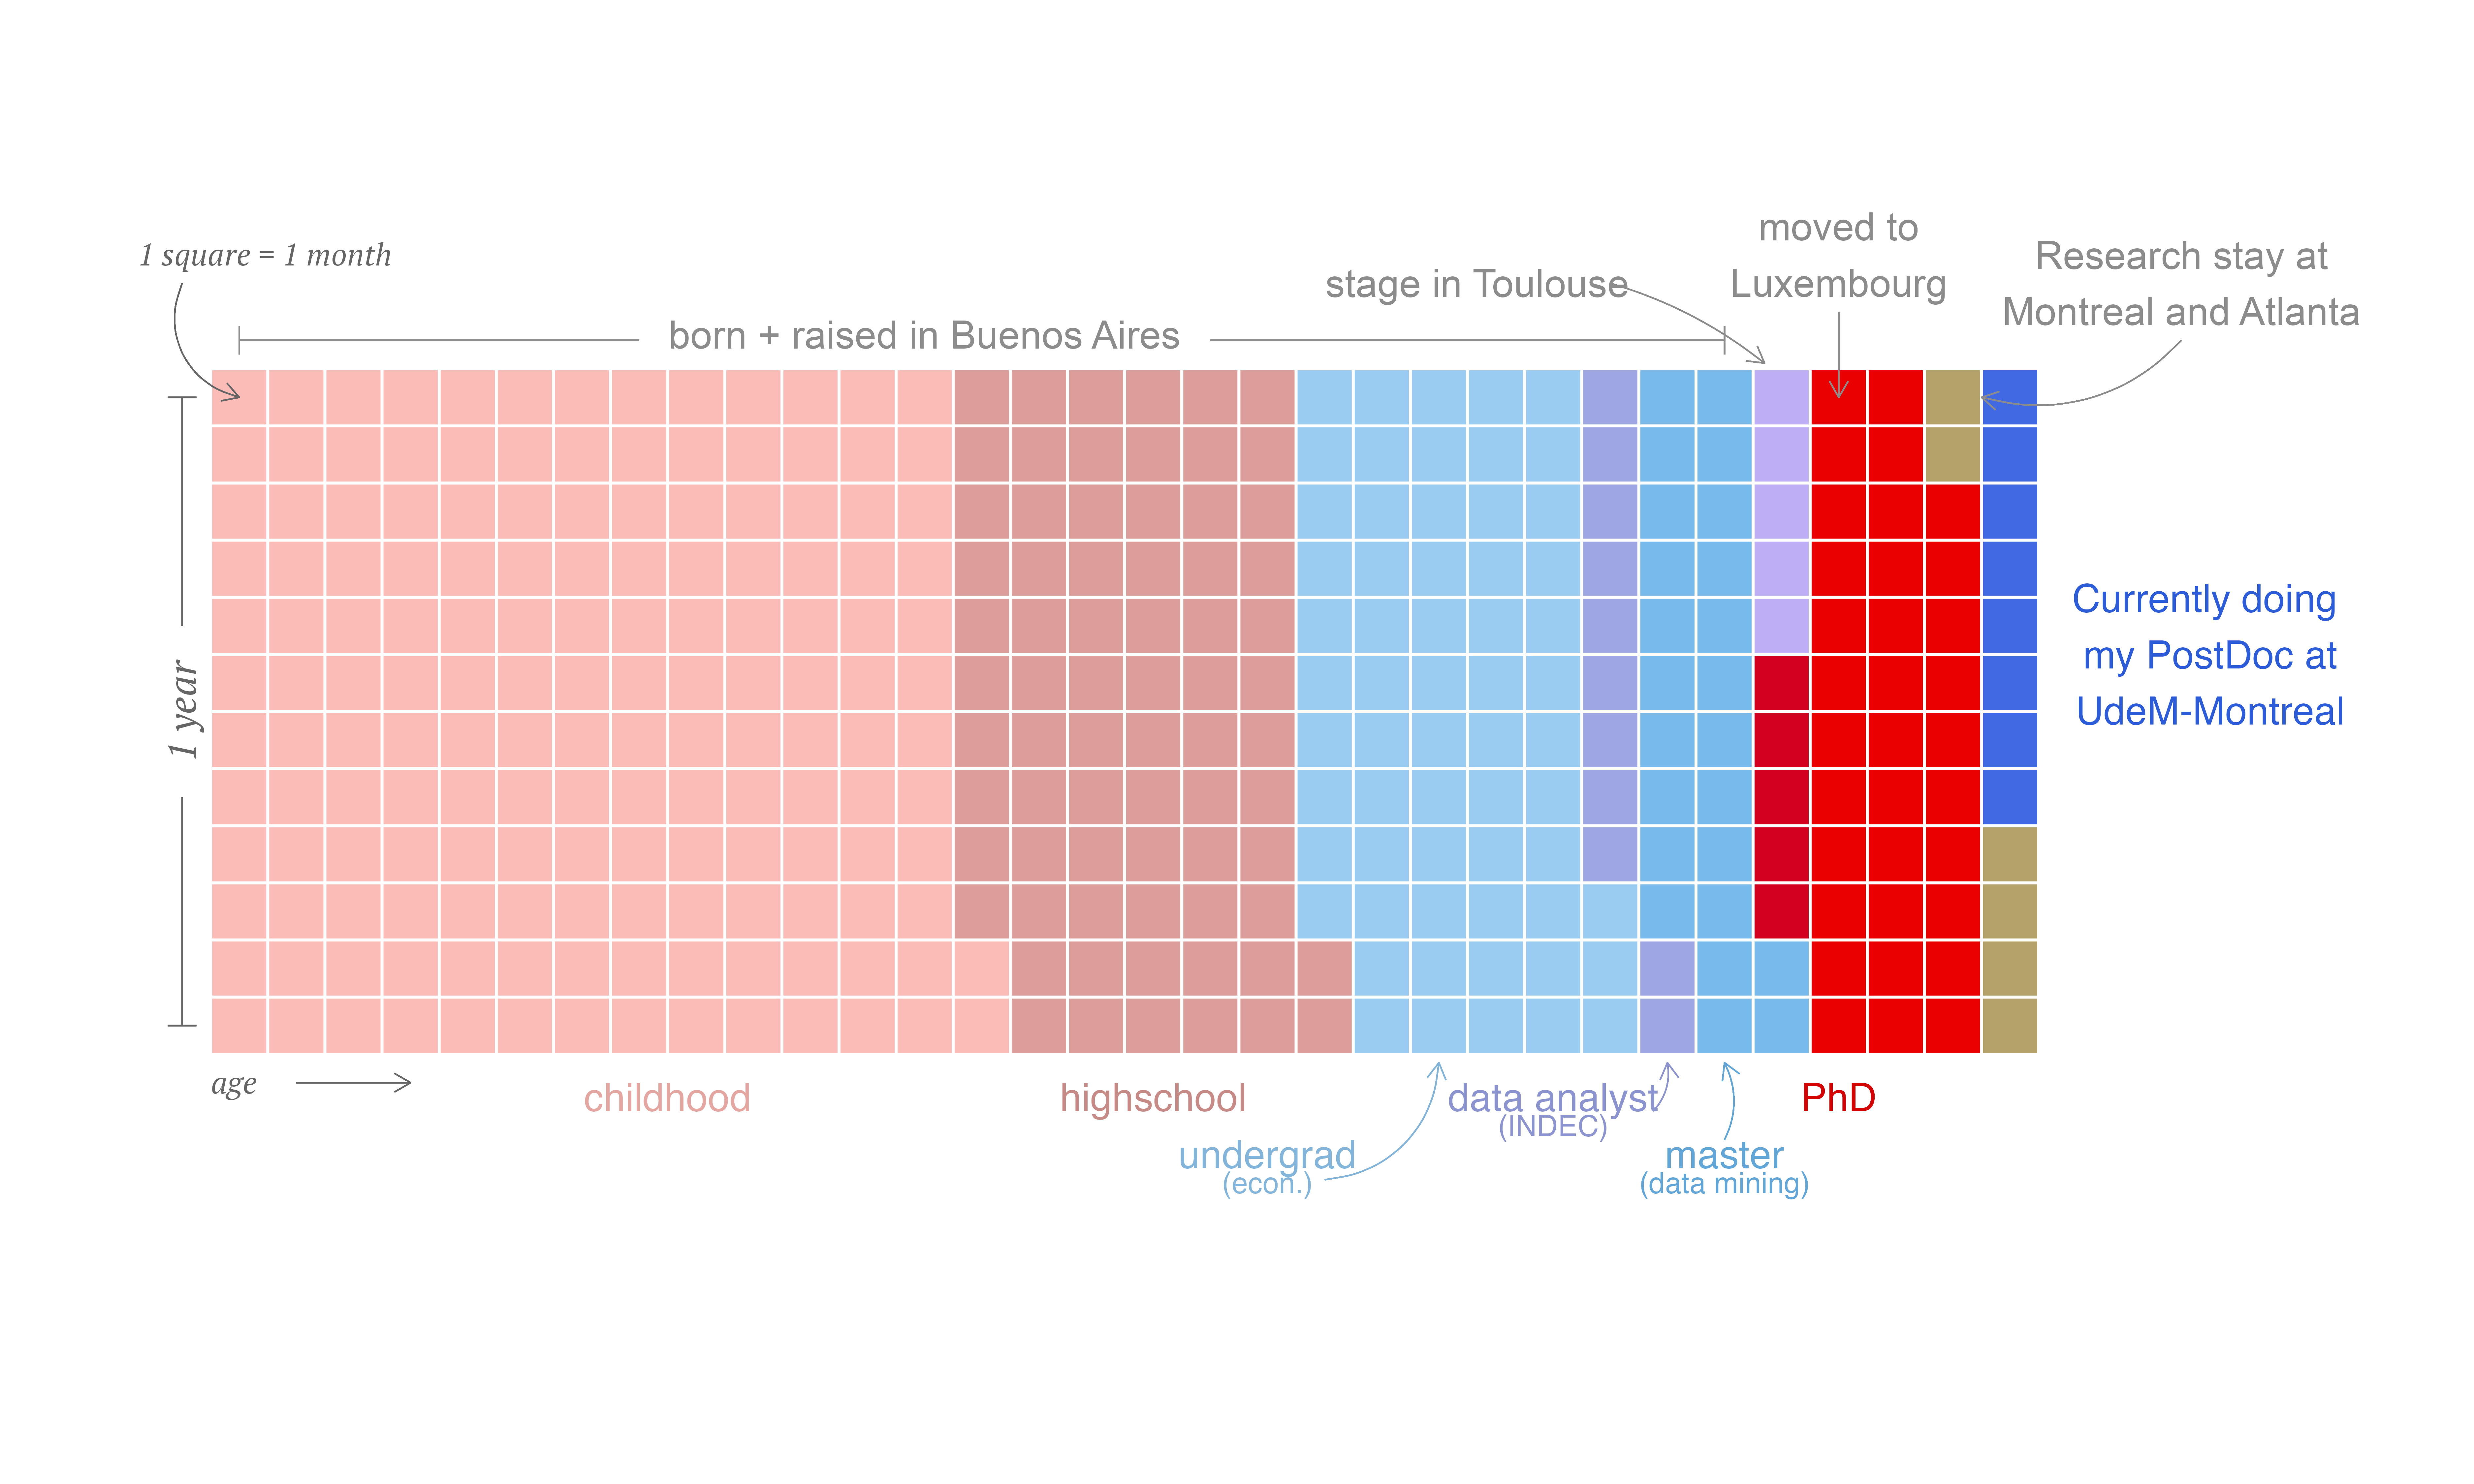 1 square = 1 month
born + raised in Buenos Aires
stage in Toulouse
moved to
Luxembourg
Research stay at
Montreal and Atlanta
1 year
Currently doing
my PostDoc at
UdeM-Montreal
age
childhood
highschool
undergrad
(econ.)
data analyst
(INDEC)
master
(data mining)
PhD